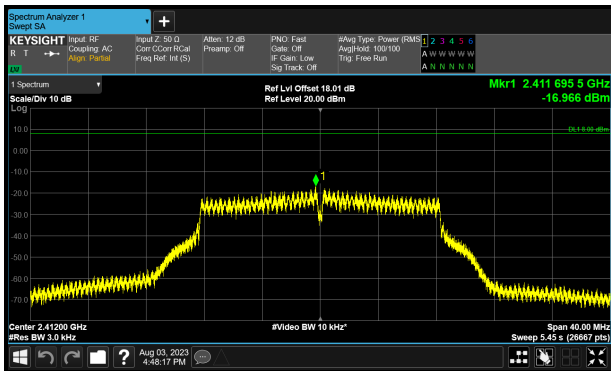 Spectrum Analyzer 1
Swept SA
KEYSIGHT
R T
Input: RF
Coupling: AC
Align: Partial
Input Z: 50 Ω
Corr CCorr RCal
Freq Ref: Int (S)
Atten: 12 dB
Preamp: Off
PNO: Fast
Gate: Off
IF Gain: Low
Sig Track: Off
#Avg Type: Power (RMS
Avg|Hold: 100/100
Trig: Free Run
1 2 3 4 5 6
A W W W W W
A N N N N N
1 Spectrum
Scale/Div 10 dB
Log
Ref Lvl Offset 18.01 dB
Ref Level 20.00 dBm
Mkr1 2.411 695 5 GHz
-16.966 dBm
10.0
DL1 8.00 dBm
0.00
-10.0
1
-20.0
-30.0
-40.0
-50.0
-60.0
-70.0
Center 2.41200 GHz
#Video BW 10 kHz*
Span 40.00 MHz
#Res BW 3.0 kHz
Sweep 5.45 s (26667 pts)
?
Aug 03, 2023
4:48:17 PM